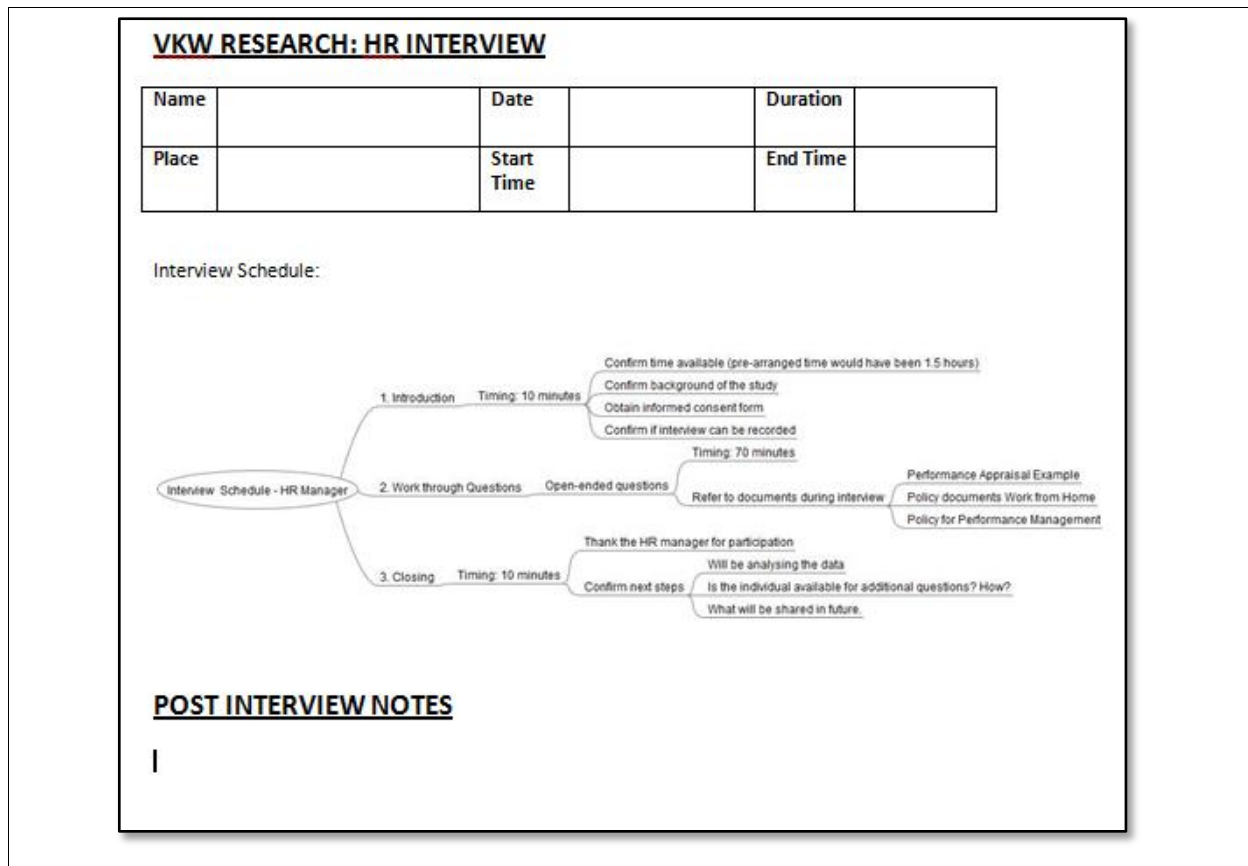 VKW RESEARCH: HR INTERVIEW
Name Date Duration
Place Start Time End Time
Interview Schedule:
Interview Schedule - HR Manager
1. Introduction
Timing: 10 minutes
Confirm time available (pre-arranged time would have been 1.5 hours)
Confirm background of the study
Obtain informed consent form
Confirm if interview can be recorded
2. Work through Questions
Open-ended questions
Timing: 70 minutes
Refer to documents during interview
Performance Appraisal Example
Policy documents Work from Home
Policy for Performance Management
3. Closing
Timing: 10 minutes
Thank the HR manager for participation
Confirm next steps
Will be analysing the data
Is the individual available for additional questions? How?
What will be shared in future.
POST INTERVIEW NOTES